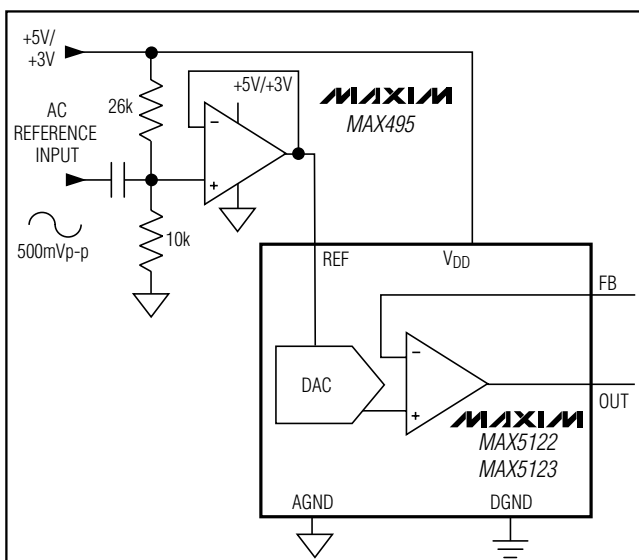 +5V/
+3V
AC
REFERENCE
INPUT
500mVp-p
26k
10k
+5V/+3V
−
+
MAXIM
MAX495
REF
VDD
FB
DAC
−
+
OUT
MAXIM
MAX5122
MAX5123
AGND
DGND